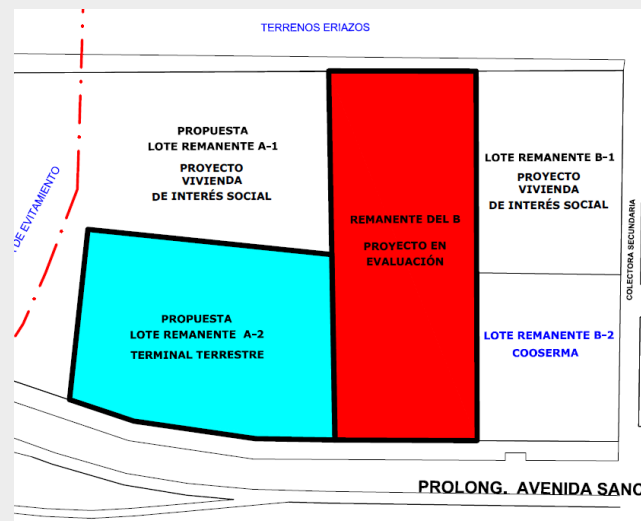 TERRENOS ERIAZOS
PROPUESTA
LOTE REMANENTE A-1
PROYECTO
VIVIENDA
DE INTERÉS SOCIAL
LOTE REMANENTE B-1
PROYECTO
VIVIENDA
DE INTERÉS SOCIAL
DE EVITAMIENTO
REMANENTE DEL B
PROYECTO EN
EVALUACIÓN
COLECTORA SECUNDARIA
PROPUESTA
LOTE REMANENTE A-2
TERMINAL TERRESTRE
LOTE REMANENTE B-2
COOSERMA
PROLONG. AVENIDA SANC